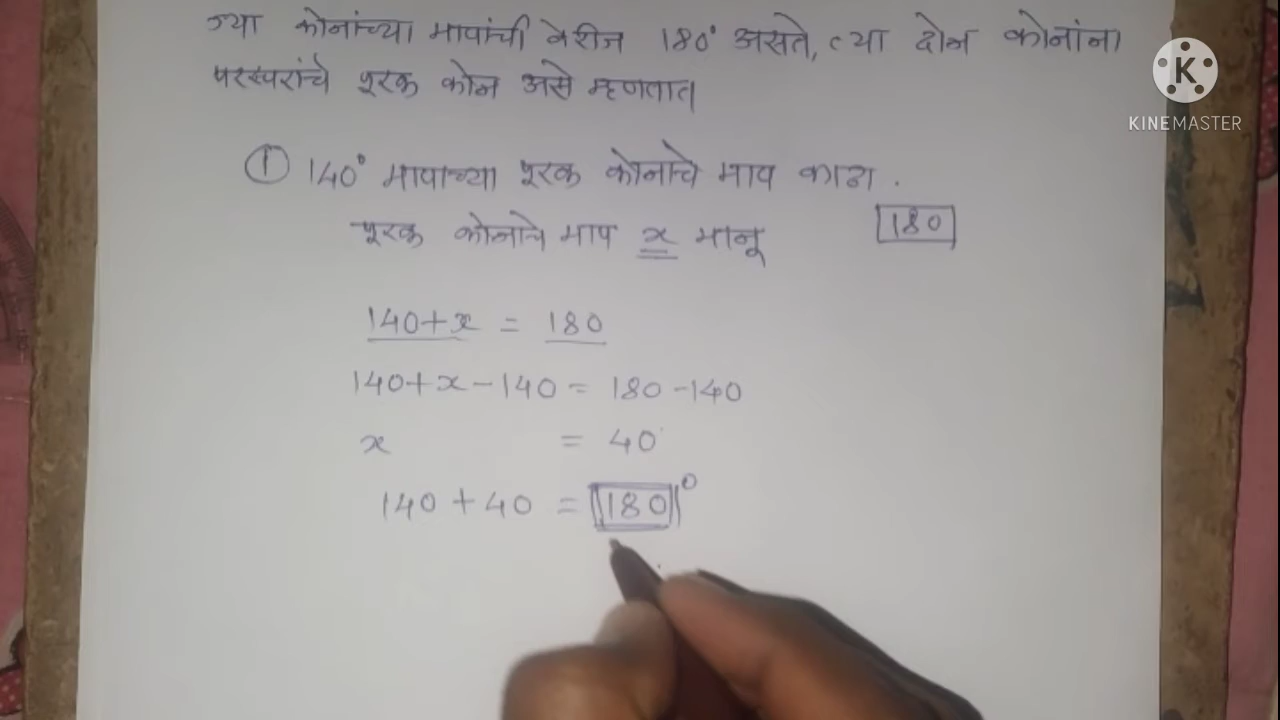 ज्या कोनांच्या मापांची बेरीज 180° असते, त्या दोन कोनांना
परस्परांचे पूरक कोन असे म्हणतात।
K
KINEMASTER
① 140° मापाच्या पूरक कोनाचे माप काढा.
पूरक कोनाचे माप x मानू
180
140+x = 180
140+x-140 = 180-140
x = 40
140 + 40 = 180°